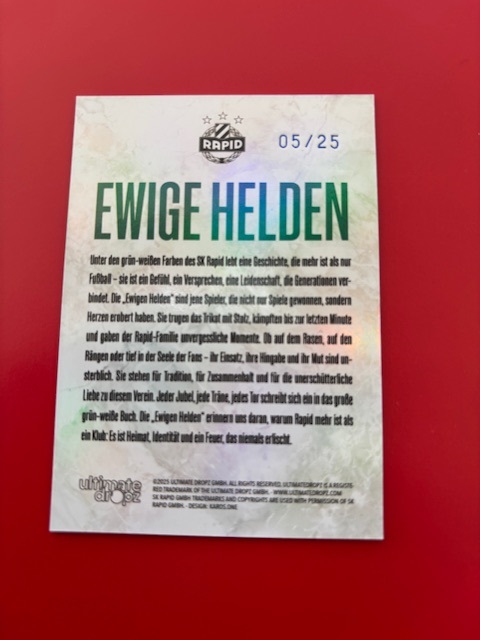 RAPID
05/25
EWIGE HELDEN
Unter den grün-weißen Farben des SK Rapid lebt eine Geschichte, die mehr ist als nur
Fußball – sie ist ein Gefühl, ein Versprechen, eine Leidenschaft, die Generationen ver-
bindet. Die „Ewigen Helden“ sind jene Spieler, die nicht nur Spiele gewonnen, sondern
Herzen erobert haben. Sie trugen das Trikot mit Stolz, kämpften bis zur letzten Minute
und gaben der Rapid-Familie unvergessliche Momente. Ob auf dem Rasen, auf den
Rängen oder tief in der Seele der Fans – ihr Einsatz, ihre Hingabe und ihr Mut sind un-
sterblich. Sie stehen für Tradition, für Zusammenhalt und für die unerschütterliche
Liebe zu diesem Verein. Jeder Jubel, jede Träne, jedes Tor schreibt sich ein in das große
grün-weiße Buch. Die „Ewigen Helden“ erinnern uns daran, warum Rapid mehr ist als
ein Klub: Es ist Heimat, Identität und ein Feuer, das niemals erlischt.
ultimate
dropz
©2025 ULTIMATE DROPZ GMBH. ALL RIGHTS RESERVED. ULTIMATEDROPZ IS A REGISTE-
RED TRADEMARK OF THE ULTIMATE DROPZ GMBH. - WWW.ULTIMATEDROPZ.COM
SK RAPID GMBH TRADEMARKS AND COPYRIGHTS ARE USED WITH PERMISSION OF SK
RAPID GMBH. - DESIGN: KAROS.ONE